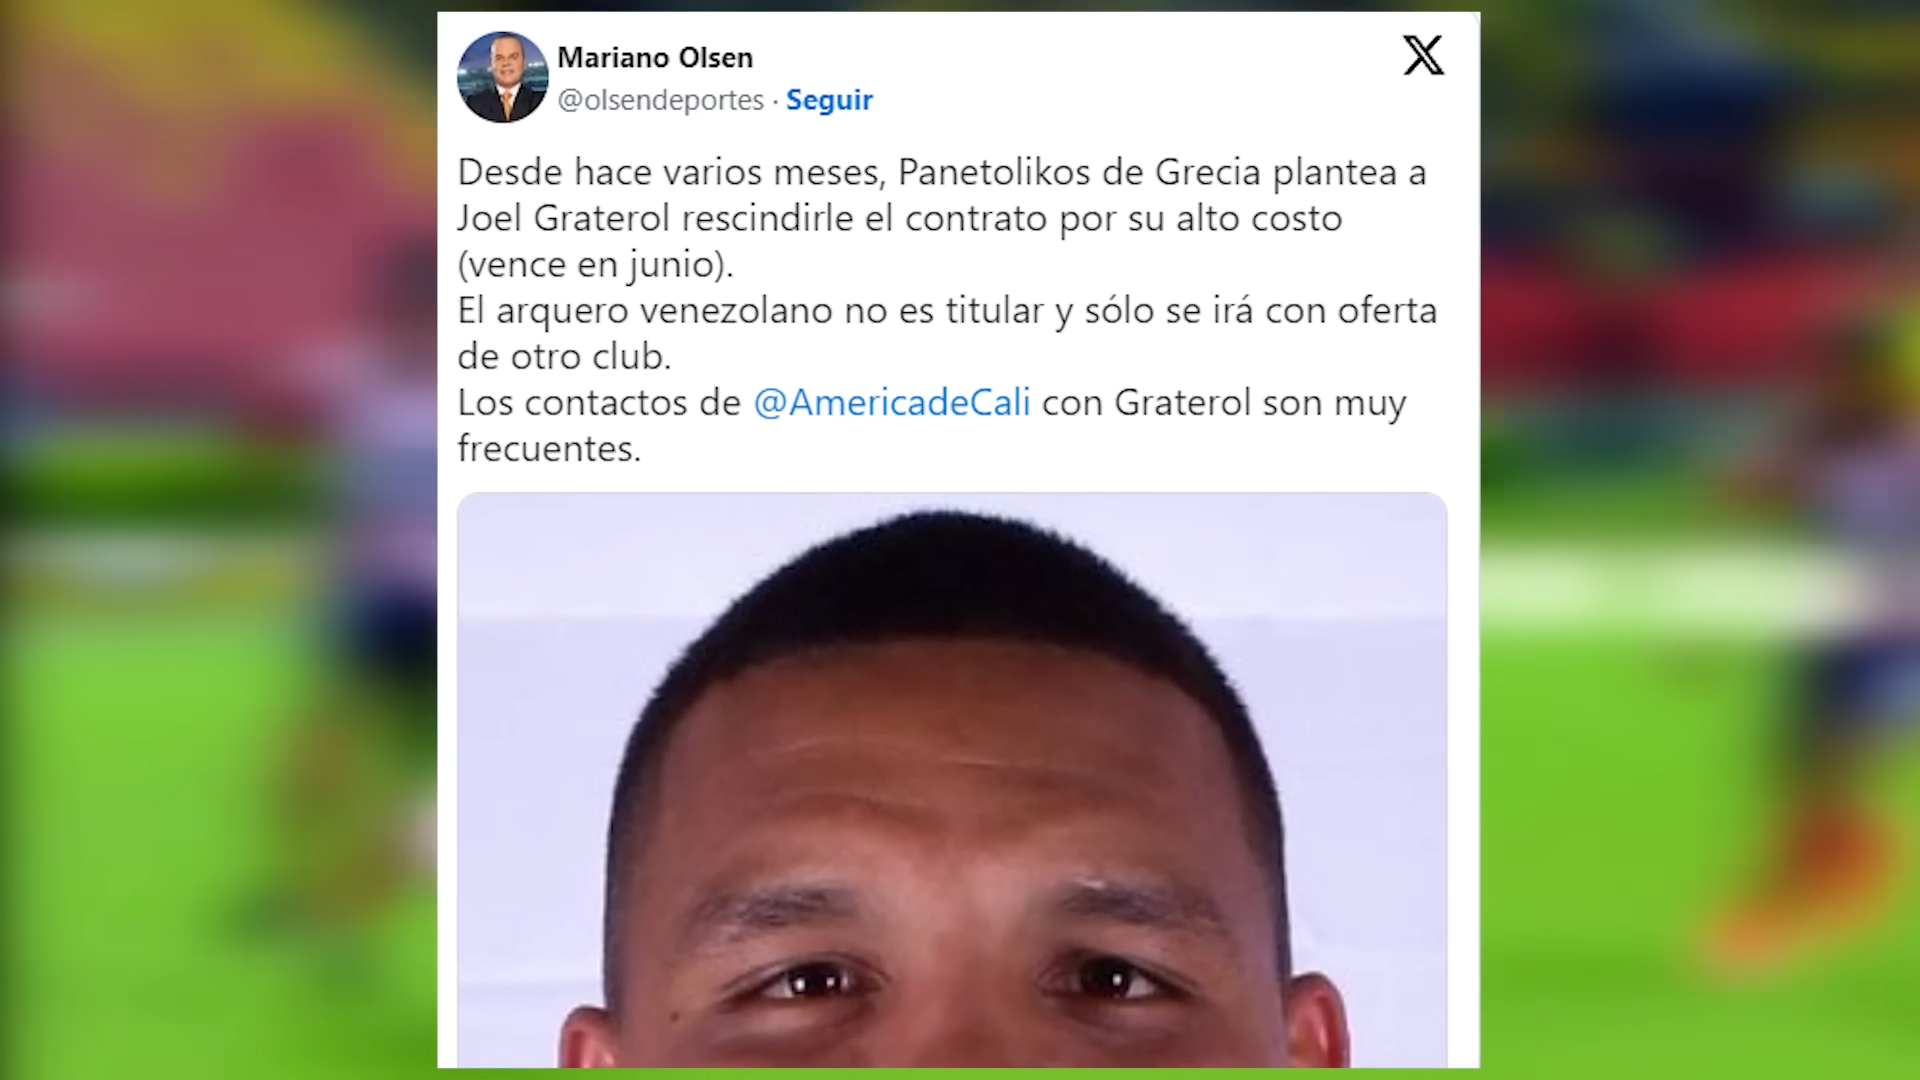 Mariano Olsen
@olsendeportes · Seguir
Desde hace varios meses, Panetolikos de Grecia plantea a
Joel Graterol rescindirle el contrato por su alto costo
(vence en junio).
El arquero venezolano no es titular y sólo se irá con oferta
de otro club.
Los contactos de @AmericadeCali con Graterol son muy
frecuentes.